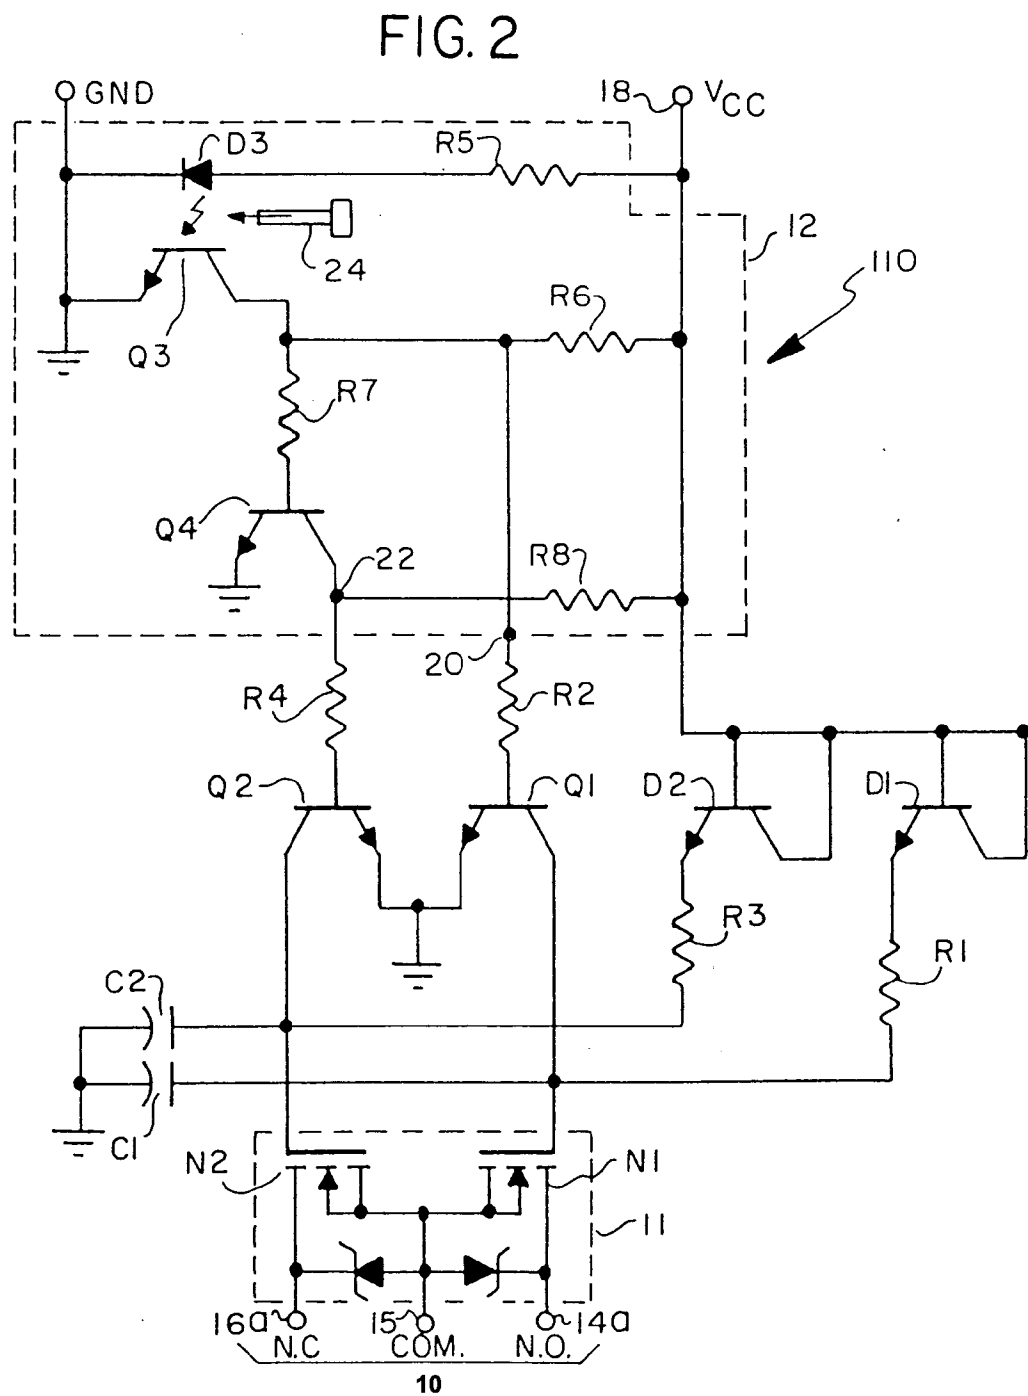 FIG. 2
GND
18
VCC
D3
R5
24
12
110
Q3
R6
R7
Q4
22
R8
20
R4
R2
Q2
Q1
D2
D1
R3
R1
C2
C1
N2
N1
11
16a
15
14a
N.C
COM.
N.O.
10